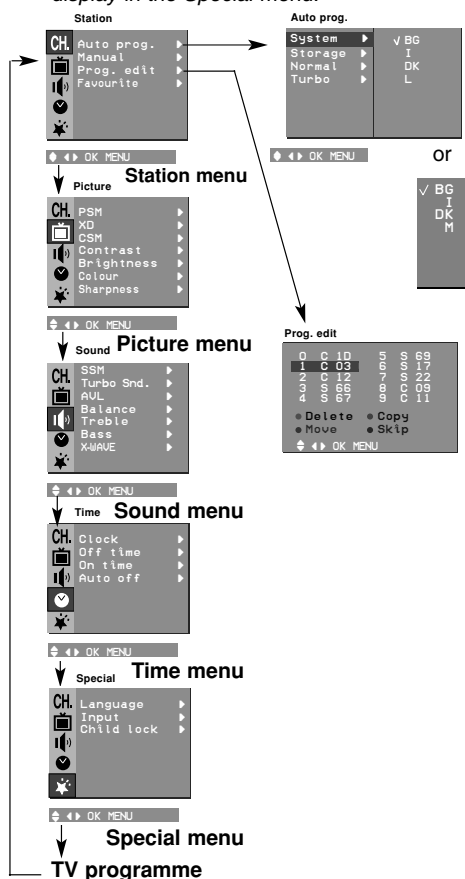 display in the Special menu.
Station
CH.
Auto prog.
Manual
Prog. edit
Favourite
OK MENU
Station menu
Auto prog.
System
Storage
Normal
Turbo
√ BG
I
DK
L
OK MENU
or
√ BG
I
DK
M
Picture
CH.
PSM
XD
CSM
Contrast
Brightness
Colour
Sharpness
OK MENU
Picture menu
Prog. edit
0 C 10 5 S 69
1 C 03 6 S 17
2 C 12 7 S 22
3 S 66 8 C 09
4 S 67 9 C 11
Delete Copy
Move Skip
OK MENU
Sound
CH.
SSM
Turbo Snd.
AVL
Balance
Treble
Bass
X-WAVE
OK MENU
Sound menu
Time
CH.
Clock
Off time
On time
Auto off
OK MENU
Time menu
Special
CH.
Language
Input
Child lock
OK MENU
Special menu
TV programme